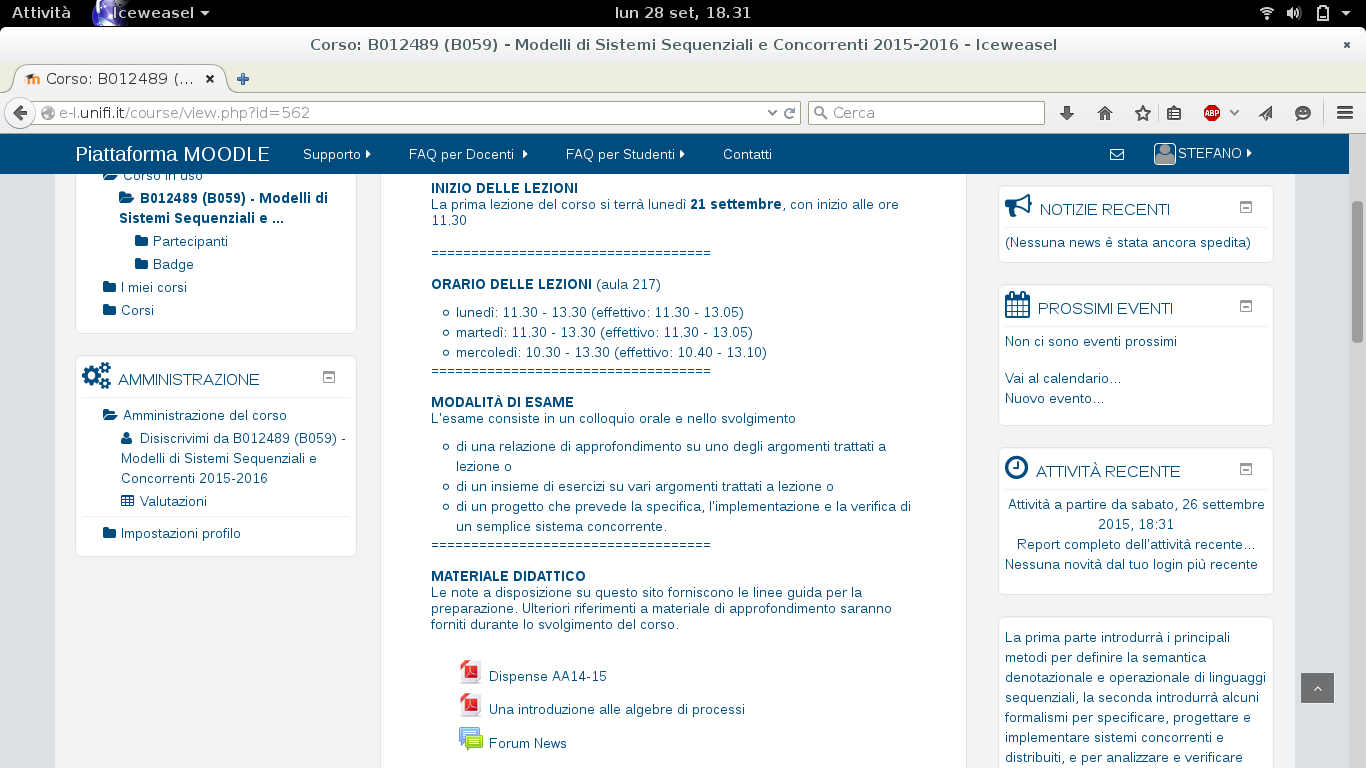 Attività
Iceweasel
lun 28 set, 18.31
Corso: B012489 (B059) - Modelli di Sistemi Sequenziali e Concorrenti 2015-2016 - Iceweasel
Corso: B012489 (...
e-l.unifi.it/course/view.php?id=562
Cerca
ABP
Piattaforma MOODLE
Supporto
FAQ per Docenti
FAQ per Studenti
Contatti
STEFANO
Corso in uso
B012489 (B059) - Modelli di
Sistemi Sequenziali e ...
Partecipanti
Badge
I miei corsi
Corsi
AMMINISTRAZIONE
Amministrazione del corso
Disiscrivimi da B012489 (B059) -
Modelli di Sistemi Sequenziali e
Concorrenti 2015-2016
Valutazioni
Impostazioni profilo
INIZIO DELLE LEZIONI
La prima lezione del corso si terrà lunedì 21 settembre, con inizio alle ore
11.30
===================================
ORARIO DELLE LEZIONI (aula 217)
lunedì: 11.30 - 13.30 (effettivo: 11.30 - 13.05)
martedì: 11.30 - 13.30 (effettivo: 11.30 - 13.05)
mercoledì: 10.30 - 13.30 (effettivo: 10.40 - 13.10)
===================================
MODALITÀ DI ESAME
L'esame consiste in un colloquio orale e nello svolgimento
di una relazione di approfondimento su uno degli argomenti trattati a
lezione o
di un insieme di esercizi su vari argomenti trattati a lezione o
di un progetto che prevede la specifica, l'implementazione e la verifica di
un semplice sistema concorrente.
===================================
MATERIALE DIDATTICO
Le note a disposizione su questo sito forniscono le linee guida per la
preparazione. Ulteriori riferimenti a materiale di approfondimento saranno
forniti durante lo svolgimento del corso.
Dispense AA14-15
Una introduzione alle algebre di processi
Forum News
NOTIZIE RECENTI
(Nessuna news è stata ancora spedita)
PROSSIMI EVENTI
Non ci sono eventi prossimi
Vai al calendario...
Nuovo evento...
ATTIVITÀ RECENTE
Attività a partire da sabato, 26 settembre
2015, 18:31
Report completo dell'attività recente...
Nessuna novità dal tuo login più recente
La prima parte introdurrà i principali
metodi per definire la semantica
denotazionale e operazionale di linguaggi
sequenziali, la seconda introdurrà alcuni
formalismi per specificare, progettare e
implementare sistemi concorrenti e
distribuiti, e per analizzare e verificare